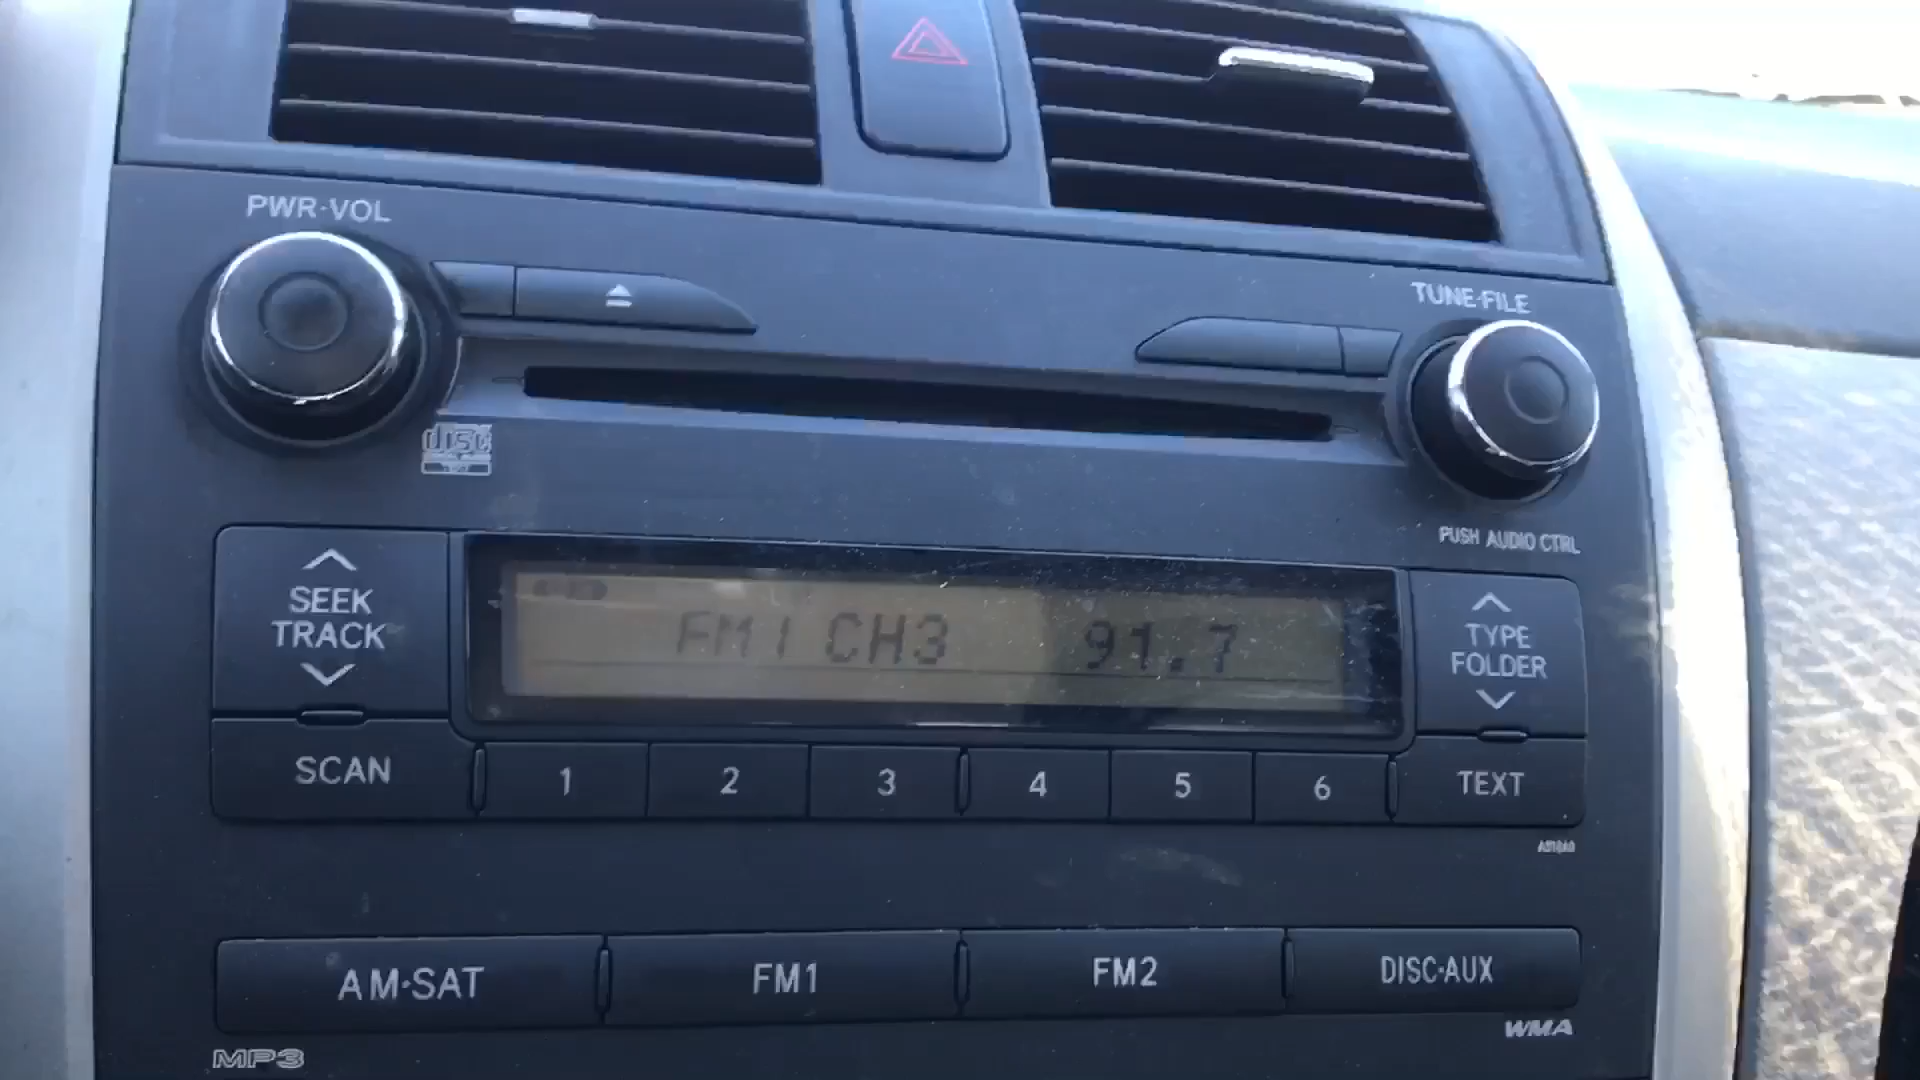 PWR·VOL
TUNE·FILE
disc
PUSH AUDIO CTRL
SEEK
TRACK
FM1 CH3 91.7
TYPE
FOLDER
SCAN
1 2 3 4 5 6
TEXT
AM·SAT
FM1
FM2
DISC·AUX
WMA
MP3